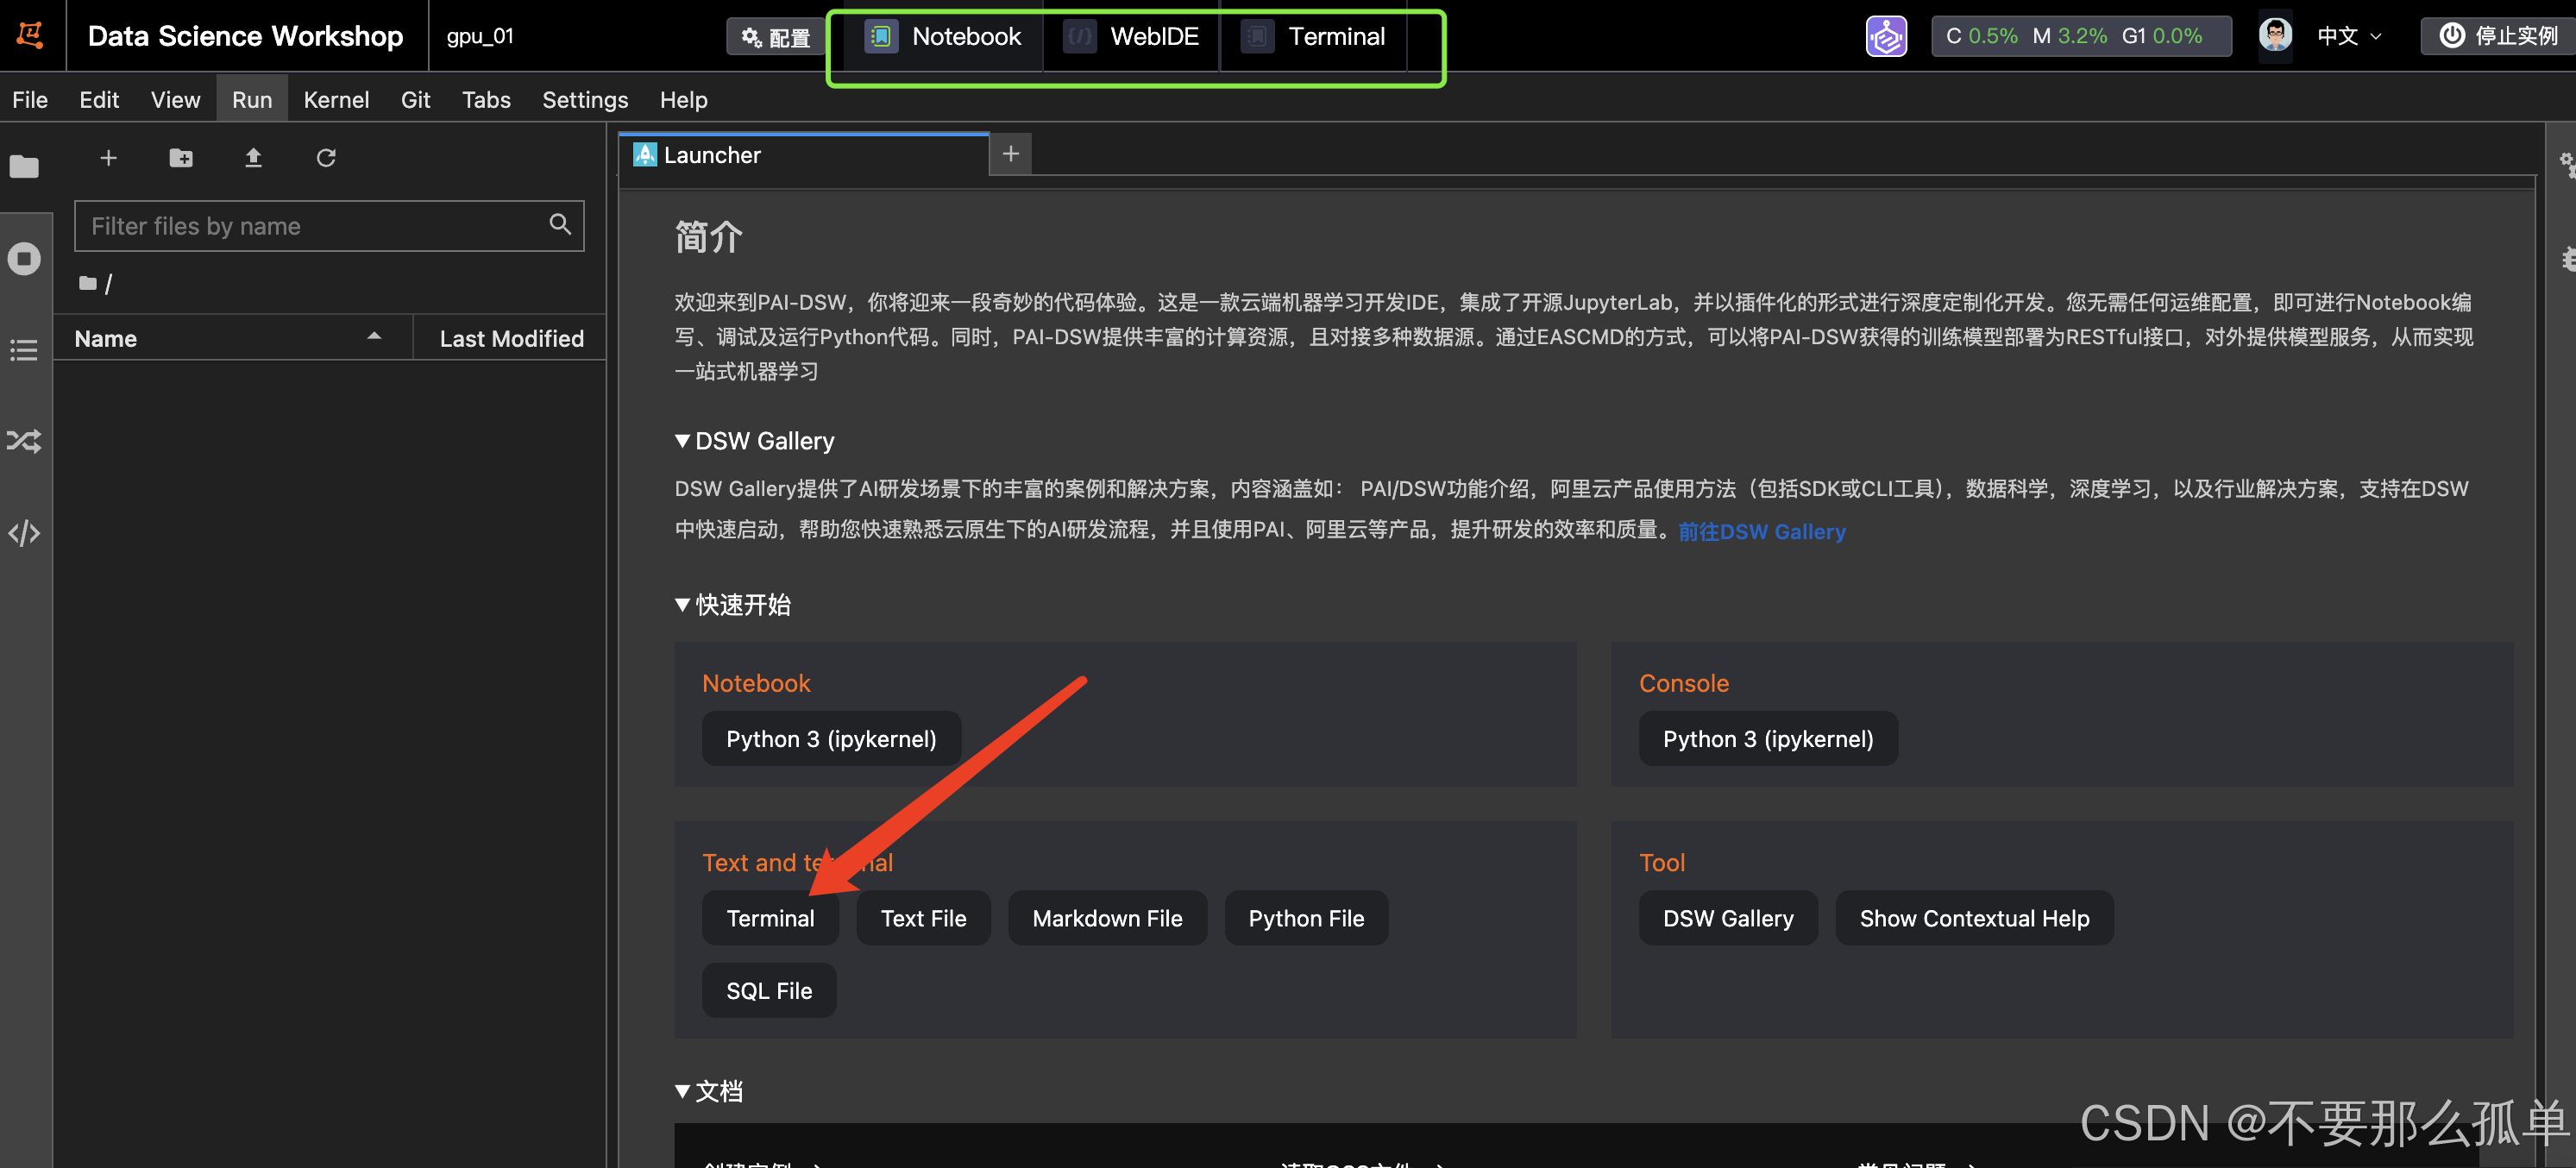 Data Science Workshop
gpu_01
配置
Notebook
WebIDE
Terminal
C 0.5% M 3.2% G1 0.0%
中文
停止实例
File Edit View Run Kernel Git Tabs Settings Help
Launcher
Filter files by name
/
Name
Last Modified
简介
欢迎来到PAI-DSW，你将迎来一段奇妙的代码体验。这是一款云端机器学习开发IDE，集成了开源JupyterLab，并以插件化的形式进行深度定制化开发。您无需任何运维配置，即可进行Notebook编
写、调试及运行Python代码。同时，PAI-DSW提供丰富的计算资源，且对接多种数据源。通过EASCMD的方式，可以将PAI-DSW获得的训练模型部署为RESTful接口，对外提供模型服务，从而实现
一站式机器学习
DSW Gallery
DSW Gallery提供了AI研发场景下的丰富的案例和解决方案，内容涵盖如： PAI/DSW功能介绍，阿里云产品使用方法（包括SDK或CLI工具），数据科学，深度学习，以及行业解决方案，支持在DSW
中快速启动，帮助您快速熟悉云原生下的AI研发流程，并且使用PAI、阿里云等产品，提升研发的效率和质量。前往DSW Gallery
快速开始
Notebook
Python 3 (ipykernel)
Console
Python 3 (ipykernel)
Text and terminal
Terminal
Text File
Markdown File
Python File
SQL File
Tool
DSW Gallery
Show Contextual Help
文档
CSDN @不要那么孤单